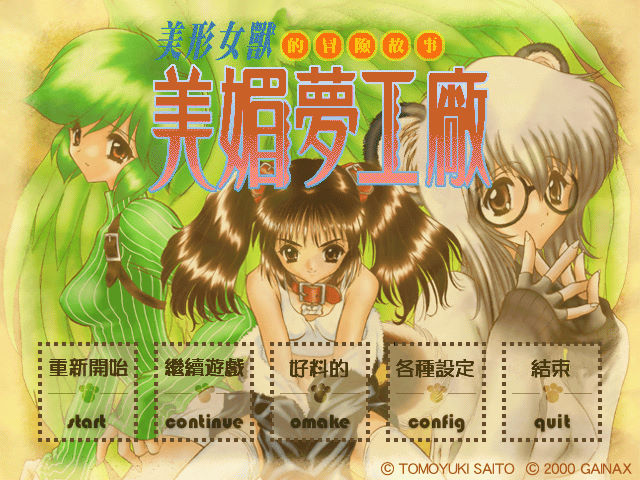 美形女獸的冒險故事
美媚夢工廠
重新開始
start
繼續遊戲
continue
好料的
omake
各種設定
config
結束
quit
© TOMOYUKI SAITO © 2000 GAINAX